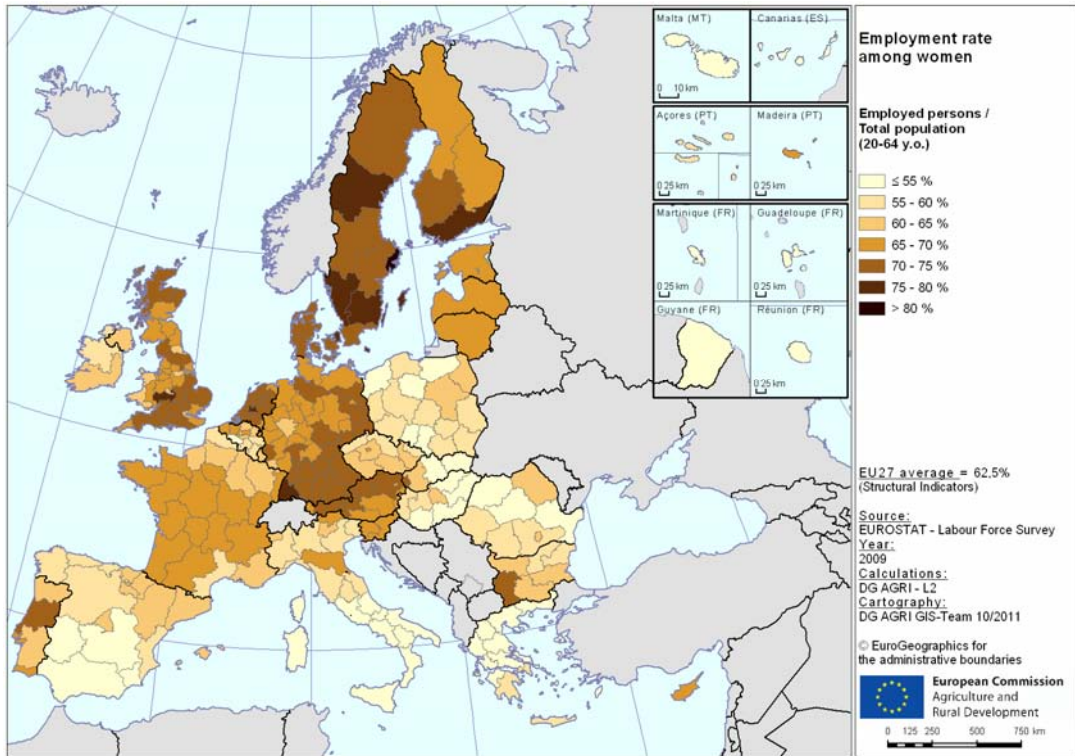 Malta (MT)
Canarias (ES)
0 10 km
0 25 km
Açores (PT)
Madeira (PT)
0 25 km
0 25 km
Martinique (FR)
Guadeloupe (FR)
0 25 km
0 25 km
Guyane (FR)
Réunion (FR)
0 25 km
0 25 km
Employment rate
among women
Employed persons /
Total population
(20-64 y.o.)
≤ 55 %
55 - 60 %
60 - 65 %
65 - 70 %
70 - 75 %
75 - 80 %
> 80 %
EU27 average = 62.5%
(Structural Indicators)
Source:
EUROSTAT - Labour Force Survey
Year:
2009
Calculations:
DG AGRI - L2
Cartography:
DG AGRI GIS-Team 10/2011
© EuroGeographics for
the administrative boundaries
European Commission
Agriculture and
Rural Development
0 125 250 500 750 km